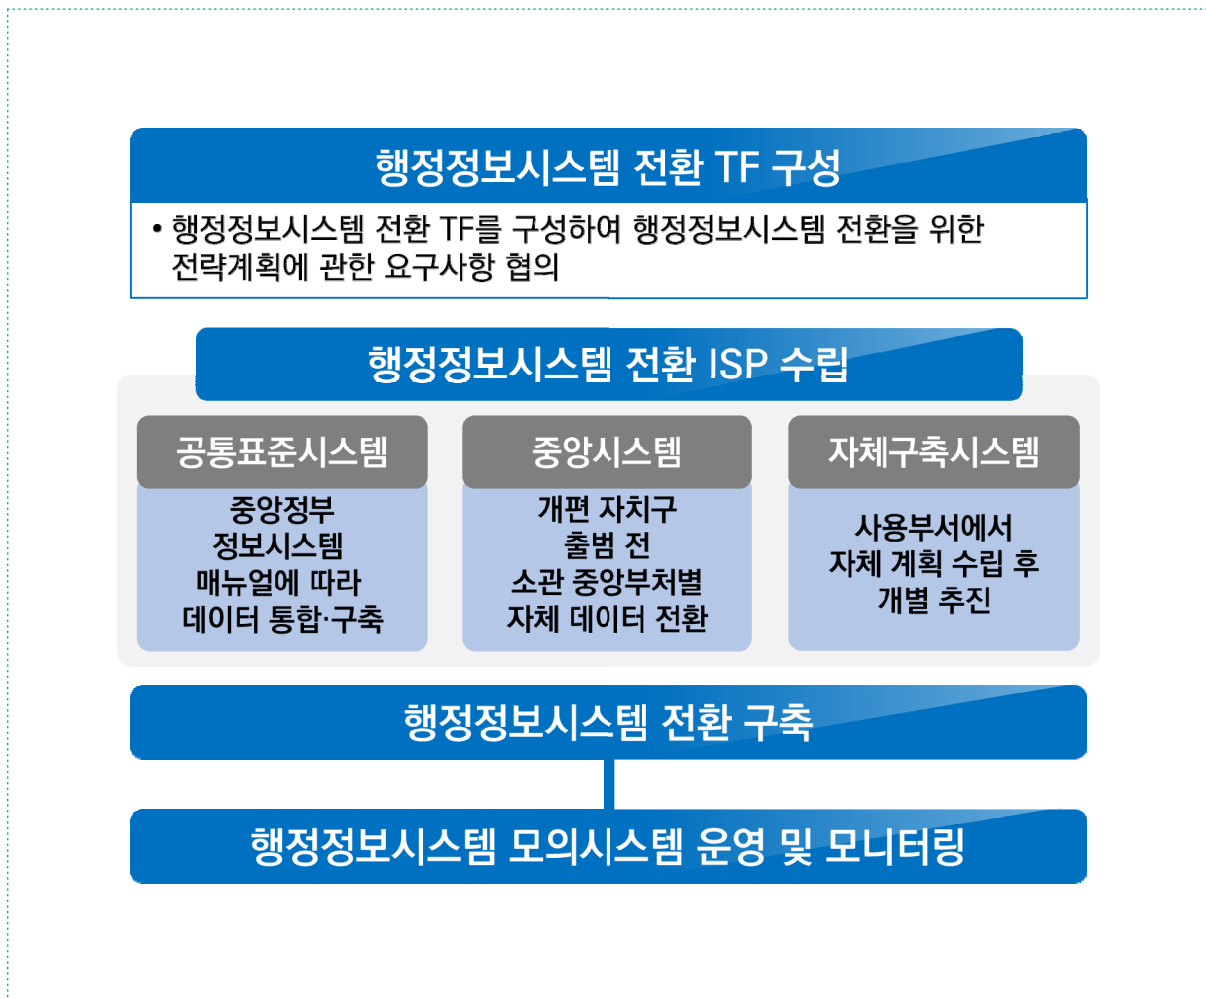 행정정보시스템 전환 TF 구성
• 행정정보시스템 전환 TF를 구성하여 행정정보시스템 전환을 위한
전략계획에 관한 요구사항 협의
행정정보시스템 전환 ISP 수립
공통표준시스템
중앙정부
정보시스템
매뉴얼에 따라
데이터 통합·구축
중앙시스템
개편 자치구
출범 전
소관 중앙부처별
자체 데이터 전환
자체구축시스템
사용부서에서
자체 계획 수립 후
개별 추진
행정정보시스템 전환 구축
행정정보시스템 모의시스템 운영 및 모니터링